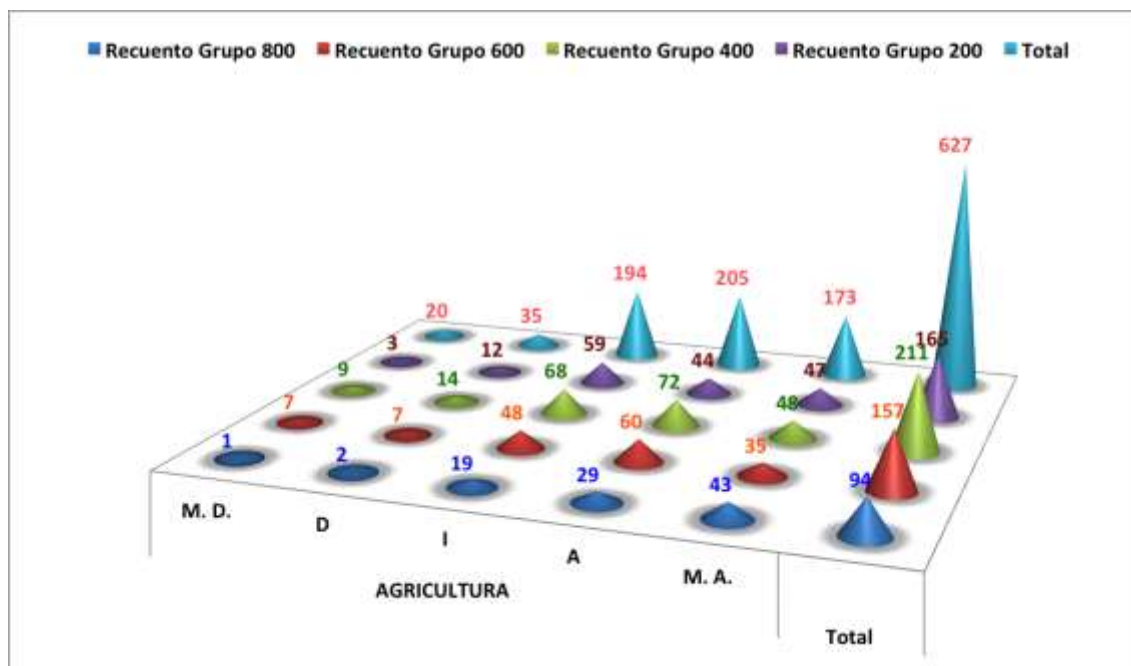 Recuento Grupo 800 Recuento Grupo 600 Recuento Grupo 400 Recuento Grupo 200 Total
20 35 194 205 173 627
3 12 59 44 47 165
9 14 68 72 48 211
7 7 48 60 35 157
1 2 19 29 43 94
M. D. D I A M. A.
AGRICULTURA Total